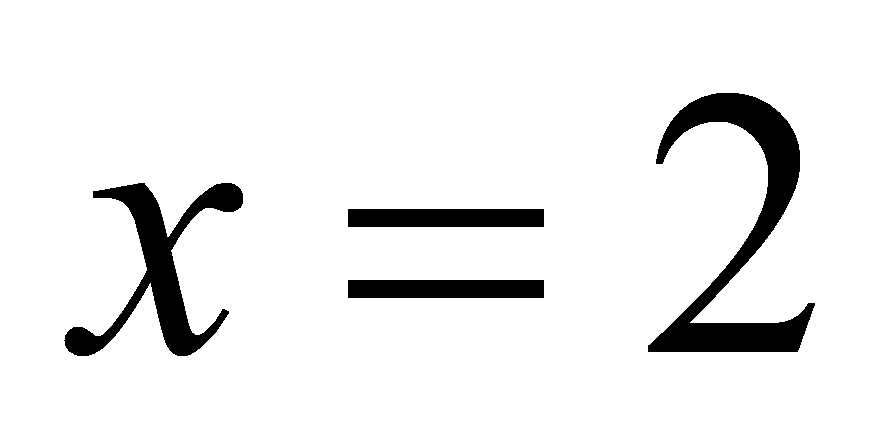 x = 2